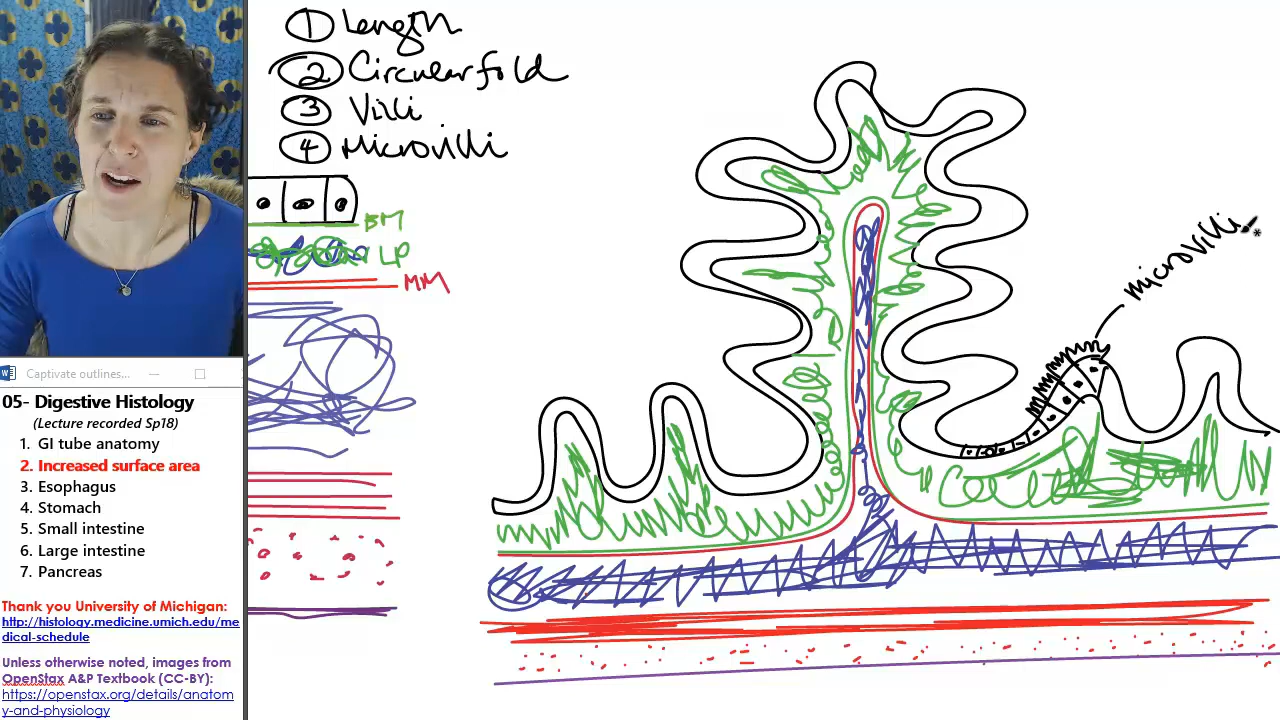 ① Length
② Circular fold
③ Villi
④ Microvilli
BM
LP
MM
microvilli
Captivate outlines...
05- Digestive Histology
(Lecture recorded Sp18)
1. GI tube anatomy
2. Increased surface area
3. Esophagus
4. Stomach
5. Small intestine
6. Large intestine
7. Pancreas
Thank you University of Michigan:
http://histology.medicine.umich.edu/me
dical-schedule
Unless otherwise noted, images from
OpenStax A&P Textbook (CC-BY):
https://openstax.org/details/anatom
y-and-physiology